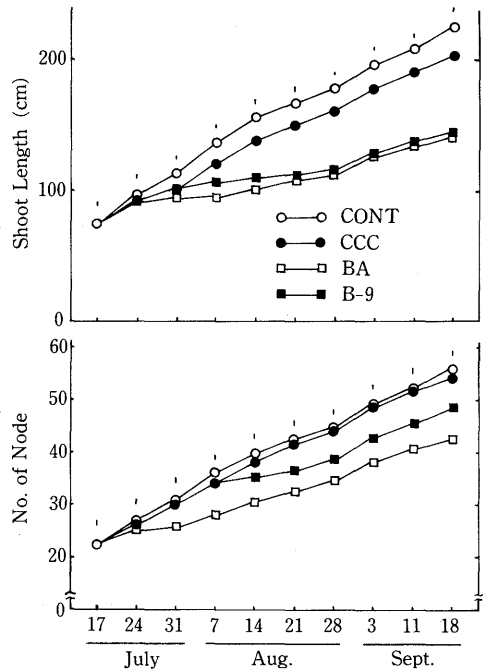 Shoot Length (cm)
200
100
0
CONT
CCC
BA
B-9
No. of Node
60
50
40
30
20
0
17 24 31 7 14 21 28 3 11 18
July Aug. Sept.